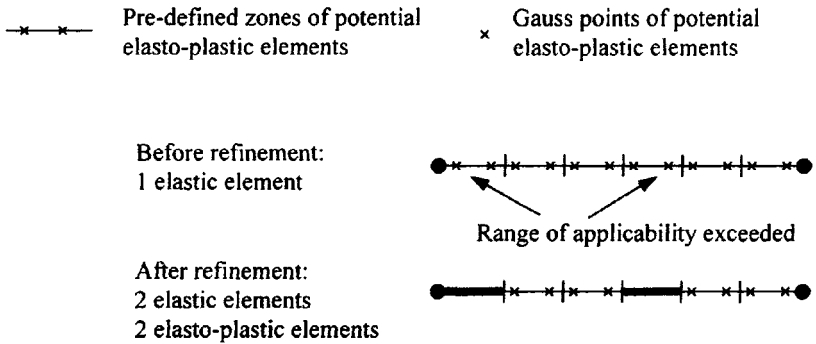 Pre-defined zones of potential
elasto-plastic elements
Gauss points of potential
elasto-plastic elements
Before refinement:
1 elastic element
Range of applicability exceeded
After refinement:
2 elastic elements
2 elasto-plastic elements